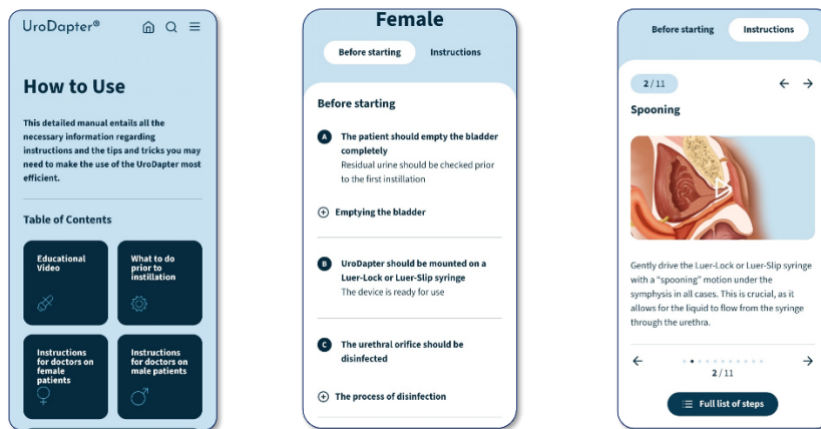 UroDapter®
How to Use
This detailed manual entails all the
necessary information regarding
instructions and the tips and tricks you may
need to make the use of the UroDapter most
efficient.
Table of Contents
Educational
Video
What to do
prior to
instillation
Instructions
for doctors on
female
patients
Instructions
for doctors on
male patients
Female
Before starting
Instructions
Before starting
A
The patient should empty the bladder
completely
Residual urine should be checked prior
to the first instillation
Emptying the bladder
B
UroDapter should be mounted on a
Luer-Lock or Luer-Slip syringe
The device is ready for use
C
The urethral orifice should be
disinfected
The process of disinfection
Before starting
Instructions
2 / 11
Spooning
Gently drive the Luer-Lock or Luer-Slip syringe
with a "spooning" motion under the
symphysis in all cases. This is crucial, as it
allows for the liquid to flow from the syringe
through the urethra.
2 / 11
Full list of steps